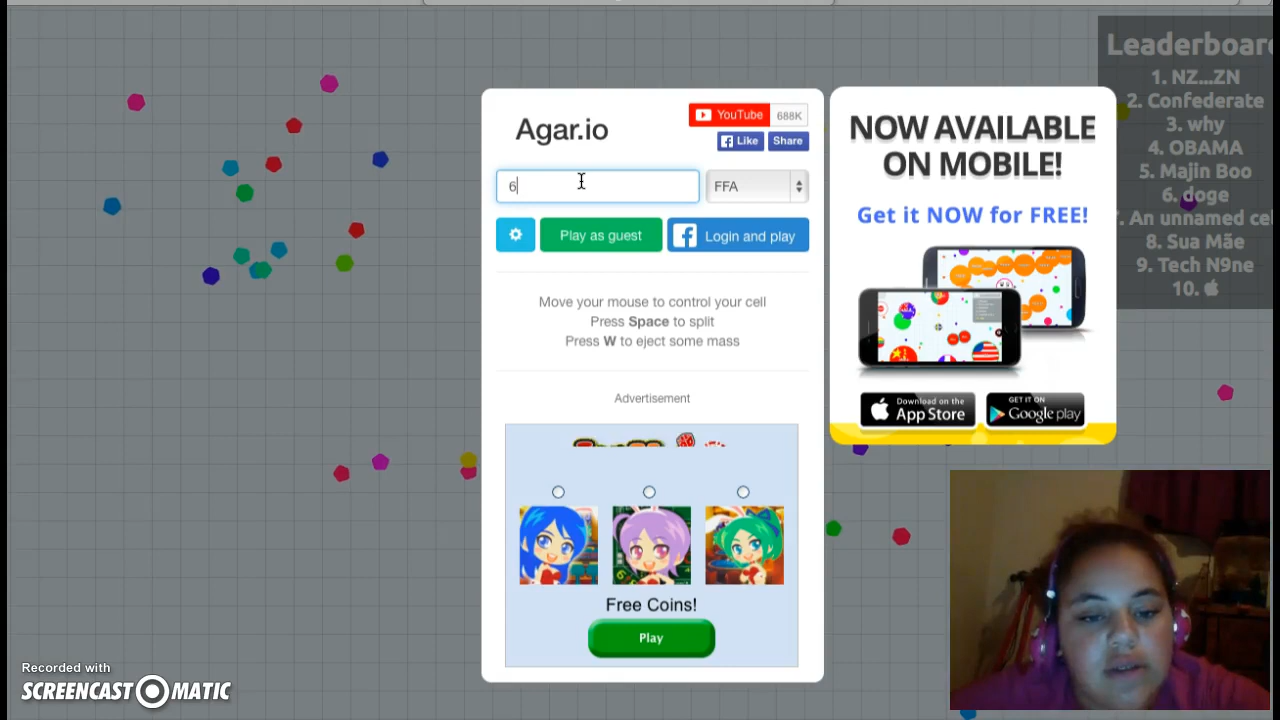 Leaderboar
1. NZ...ZN
2. Confederate
3. why
4. OBAMA
5. Majin Boo
6. doge
. An unnamed cel
8. Sua Mãe
9. Tech N9ne
10.
Agar.io
YouTube 688K
Like Share
6
FFA
Play as guest
Login and play
Move your mouse to control your cell
Press Space to split
Press W to eject some mass
Advertisement
Free Coins!
Play
NOW AVAILABLE
ON MOBILE!
Get it NOW for FREE!
Download on the
App Store
GET IT ON
Google play
Recorded with
SCREENCAST MATIC